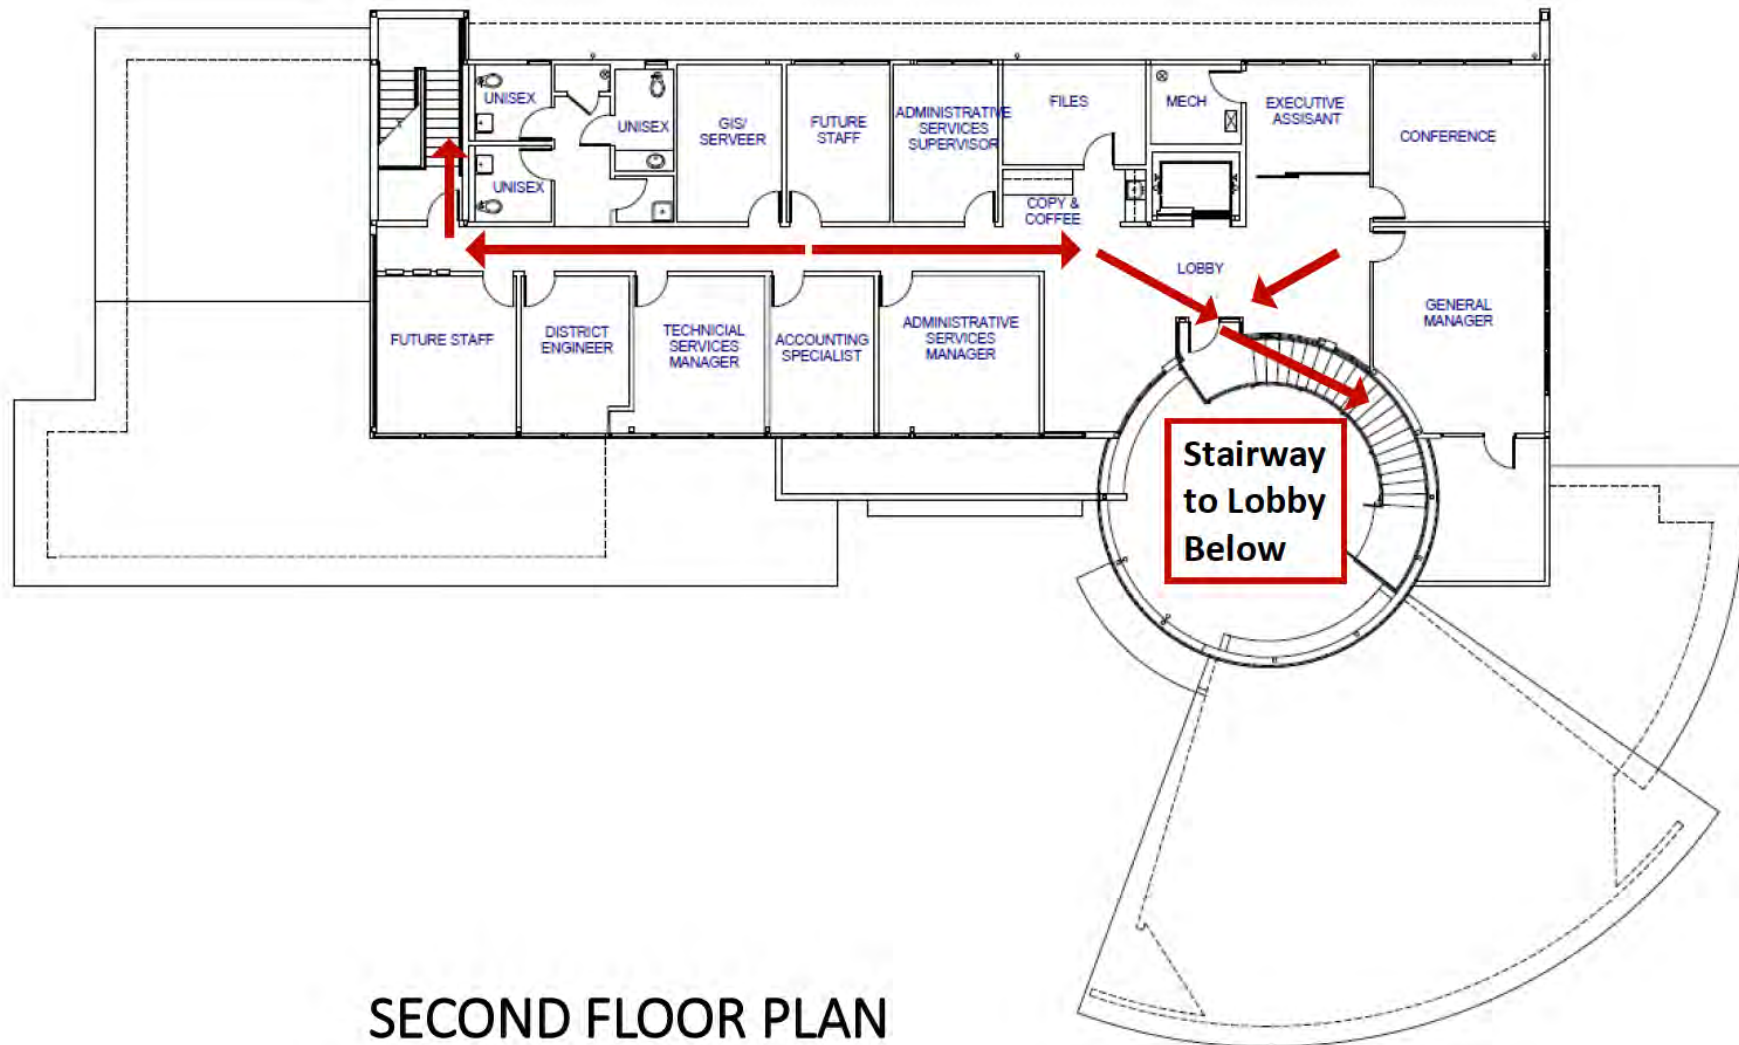 UNISEX
UNISEX
UNISEX
GIS/
SERVEER
FUTURE
STAFF
ADMINISTRATIVE
SERVICES
SUPERVISOR
FILES
MECH
EXECUTIVE
ASSISANT
CONFERENCE
COPY &
COFFEE
LOBBY
GENERAL
MANAGER
FUTURE STAFF
DISTRICT
ENGINEER
TECHNICIAL
SERVICES
MANAGER
ACCOUNTING
SPECIALIST
ADMINISTRATIVE
SERVICES
MANAGER
Stairway
to Lobby
Below
SECOND FLOOR PLAN